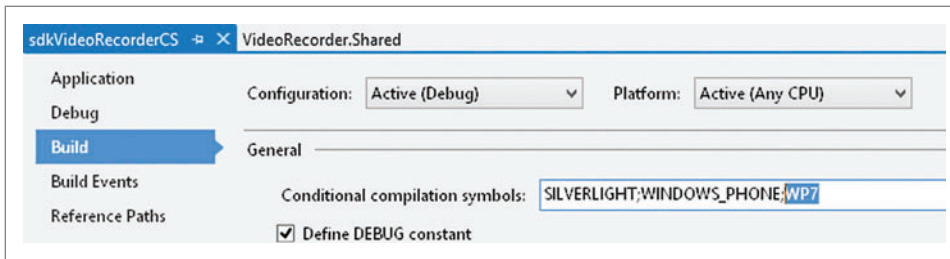 sdkVideoRecorderCS VideoRecorder.Shared
Application
Debug
Build
Build Events
Reference Paths
Configuration: Active (Debug) Platform: Active (Any CPU)
General
Conditional compilation symbols: SILVERLIGHT;WINDOWS_PHONE;WP7
Define DEBUG constant